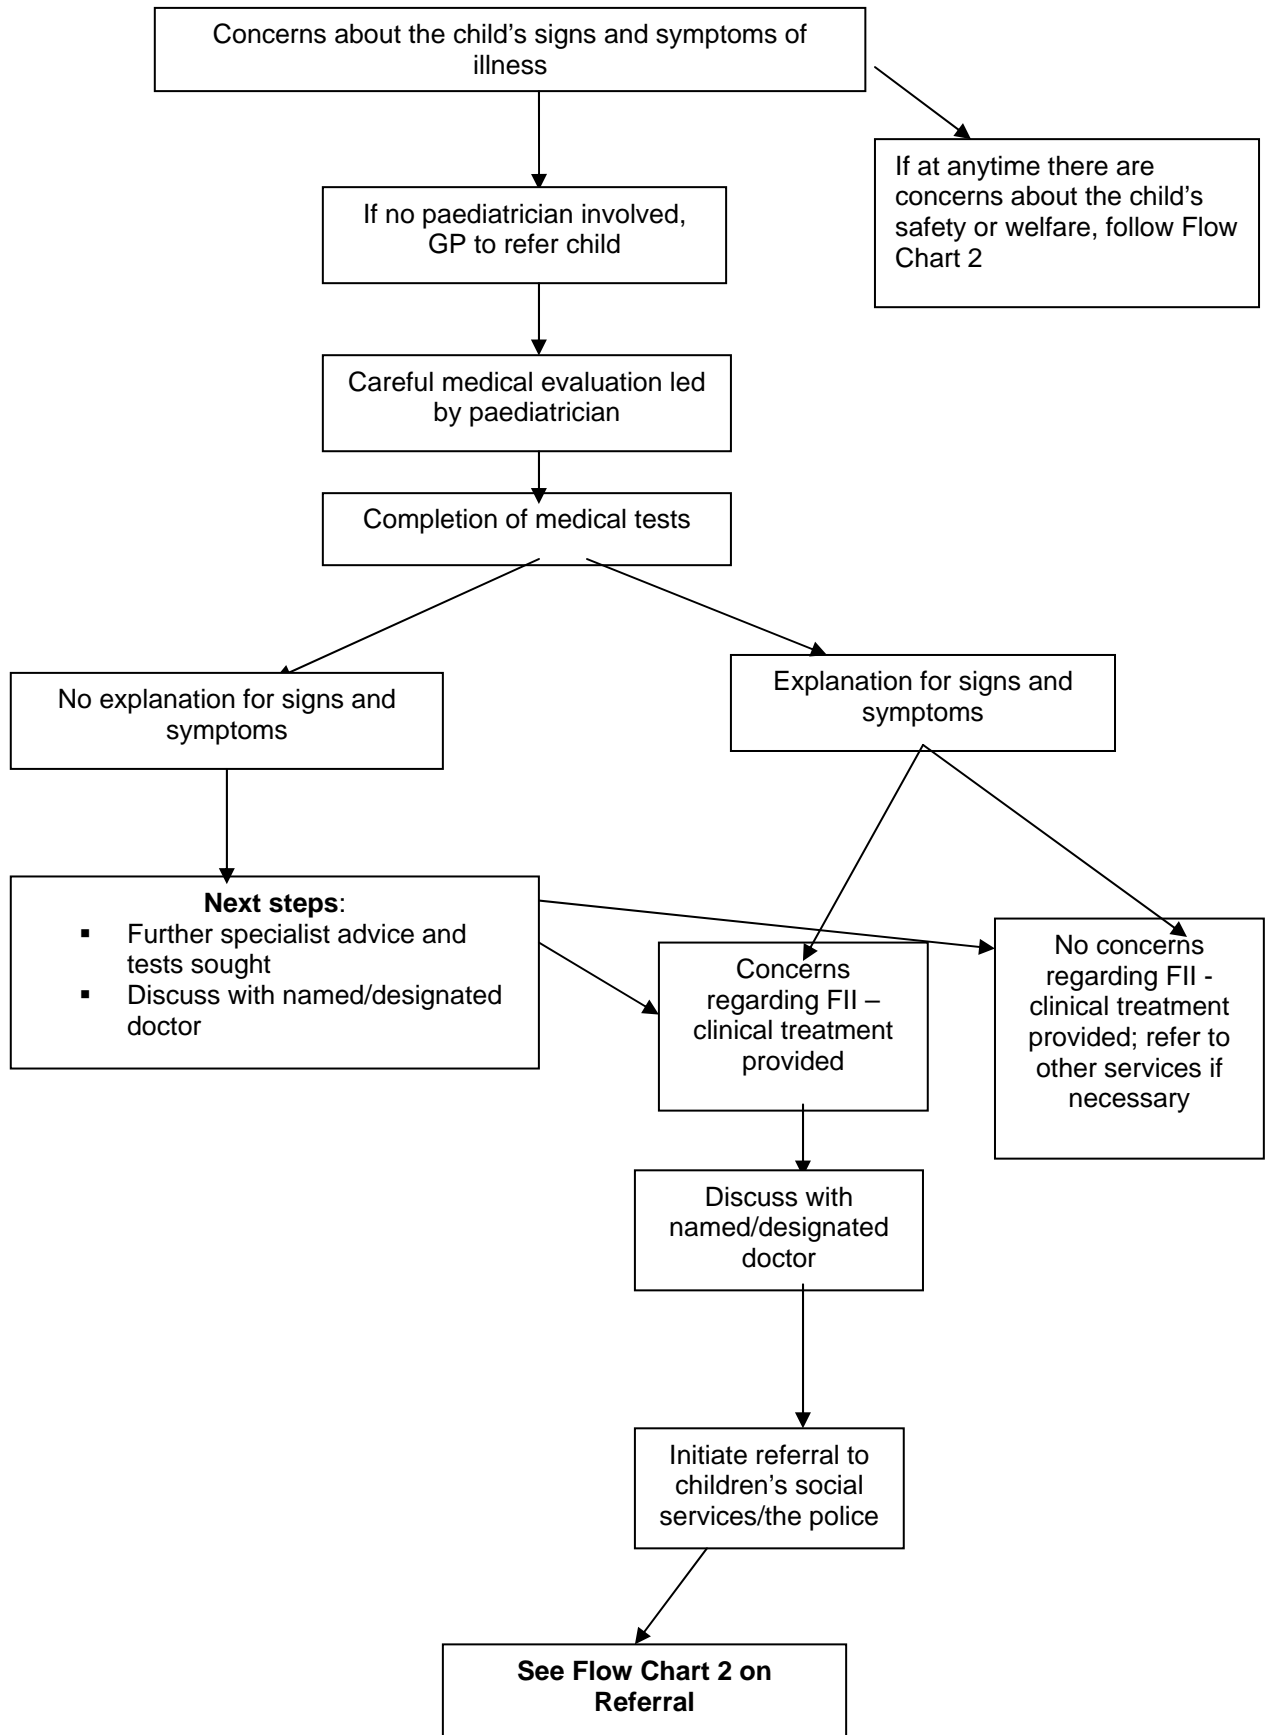 Concerns about the child’s signs and symptoms of
illness
If at anytime there are
concerns about the child’s
safety or welfare, follow Flow
Chart 2
If no paediatrician involved,
GP to refer child
Careful medical evaluation led
by paediatrician
Completion of medical tests
No explanation for signs and
symptoms
Explanation for signs and
symptoms
Next steps:
▪ Further specialist advice and
tests sought
▪ Discuss with named/designated
doctor
Concerns
regarding FII –
clinical treatment
provided
No concerns
regarding FII -
clinical treatment
provided; refer to
other services if
necessary
Discuss with
named/designated
doctor
Initiate referral to
children’s social
services/the police
See Flow Chart 2 on
Referral